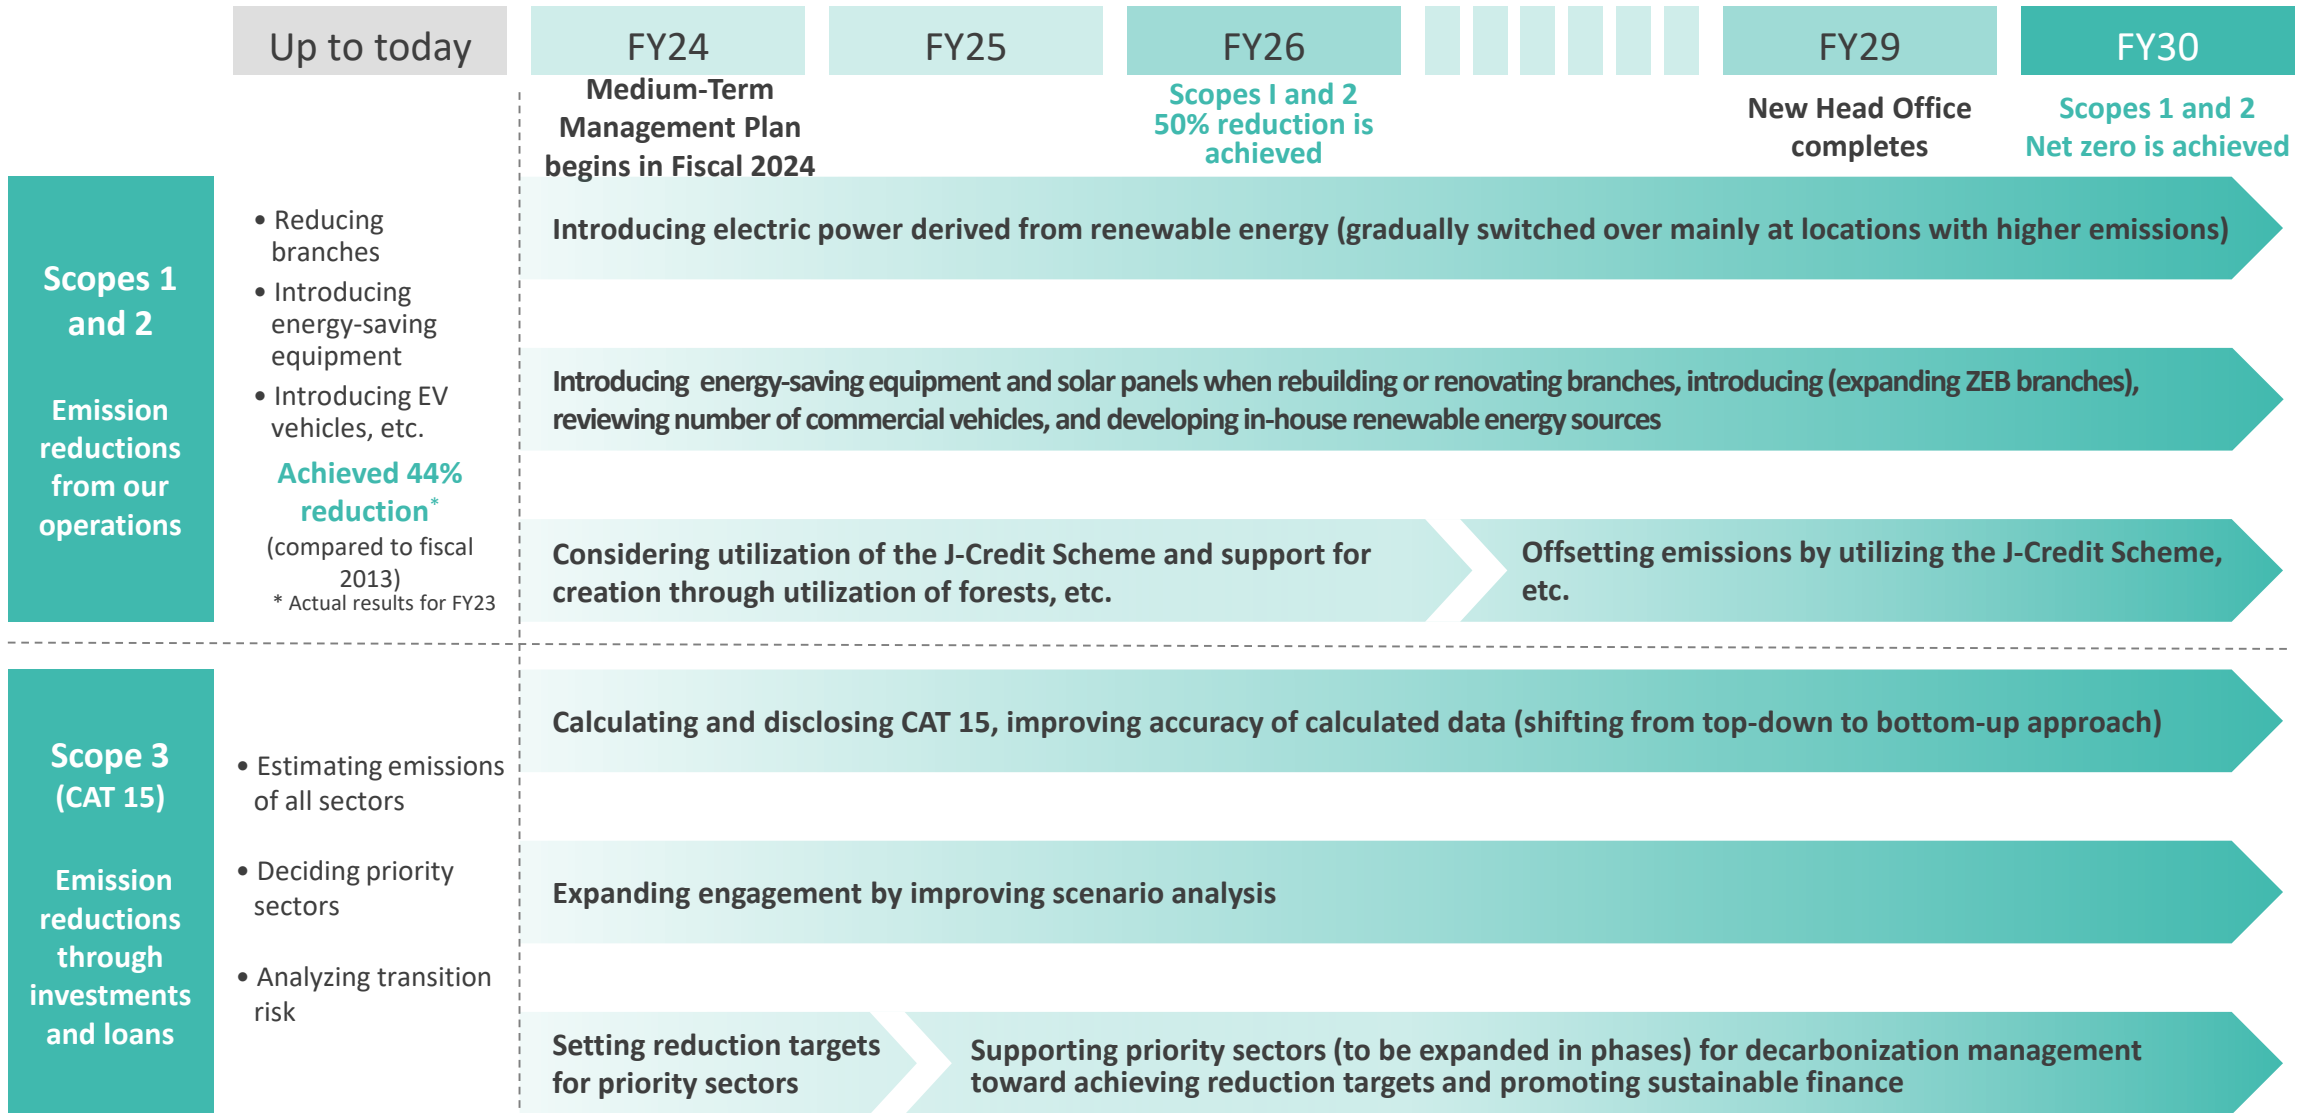 Up to today
FY24
FY25
FY26
FY29
FY30
Medium-Term
Management Plan
begins in Fiscal 2024
Scopes I and 2
50% reduction is
achieved
New Head Office
completes
Scopes 1 and 2
Net zero is achieved
Scopes 1
and 2
Emission
reductions
from our
operations
• Reducing
branches
• Introducing
energy-saving
equipment
• Introducing EV
vehicles, etc.
Achieved 44%
reduction*
(compared to fiscal
2013)
* Actual results for FY23
Introducing electric power derived from renewable energy (gradually switched over mainly at locations with higher emissions)
Introducing energy-saving equipment and solar panels when rebuilding or renovating branches, introducing (expanding ZEB branches),
reviewing number of commercial vehicles, and developing in-house renewable energy sources
Considering utilization of the J-Credit Scheme and support for
creation through utilization of forests, etc.
Offsetting emissions by utilizing the J-Credit Scheme,
etc.
Scope 3
(CAT 15)
Emission
reductions
through
investments
and loans
• Estimating emissions
of all sectors
• Deciding priority
sectors
• Analyzing transition
risk
Calculating and disclosing CAT 15, improving accuracy of calculated data (shifting from top-down to bottom-up approach)
Expanding engagement by improving scenario analysis
Setting reduction targets
for priority sectors
Supporting priority sectors (to be expanded in phases) for decarbonization management
toward achieving reduction targets and promoting sustainable finance